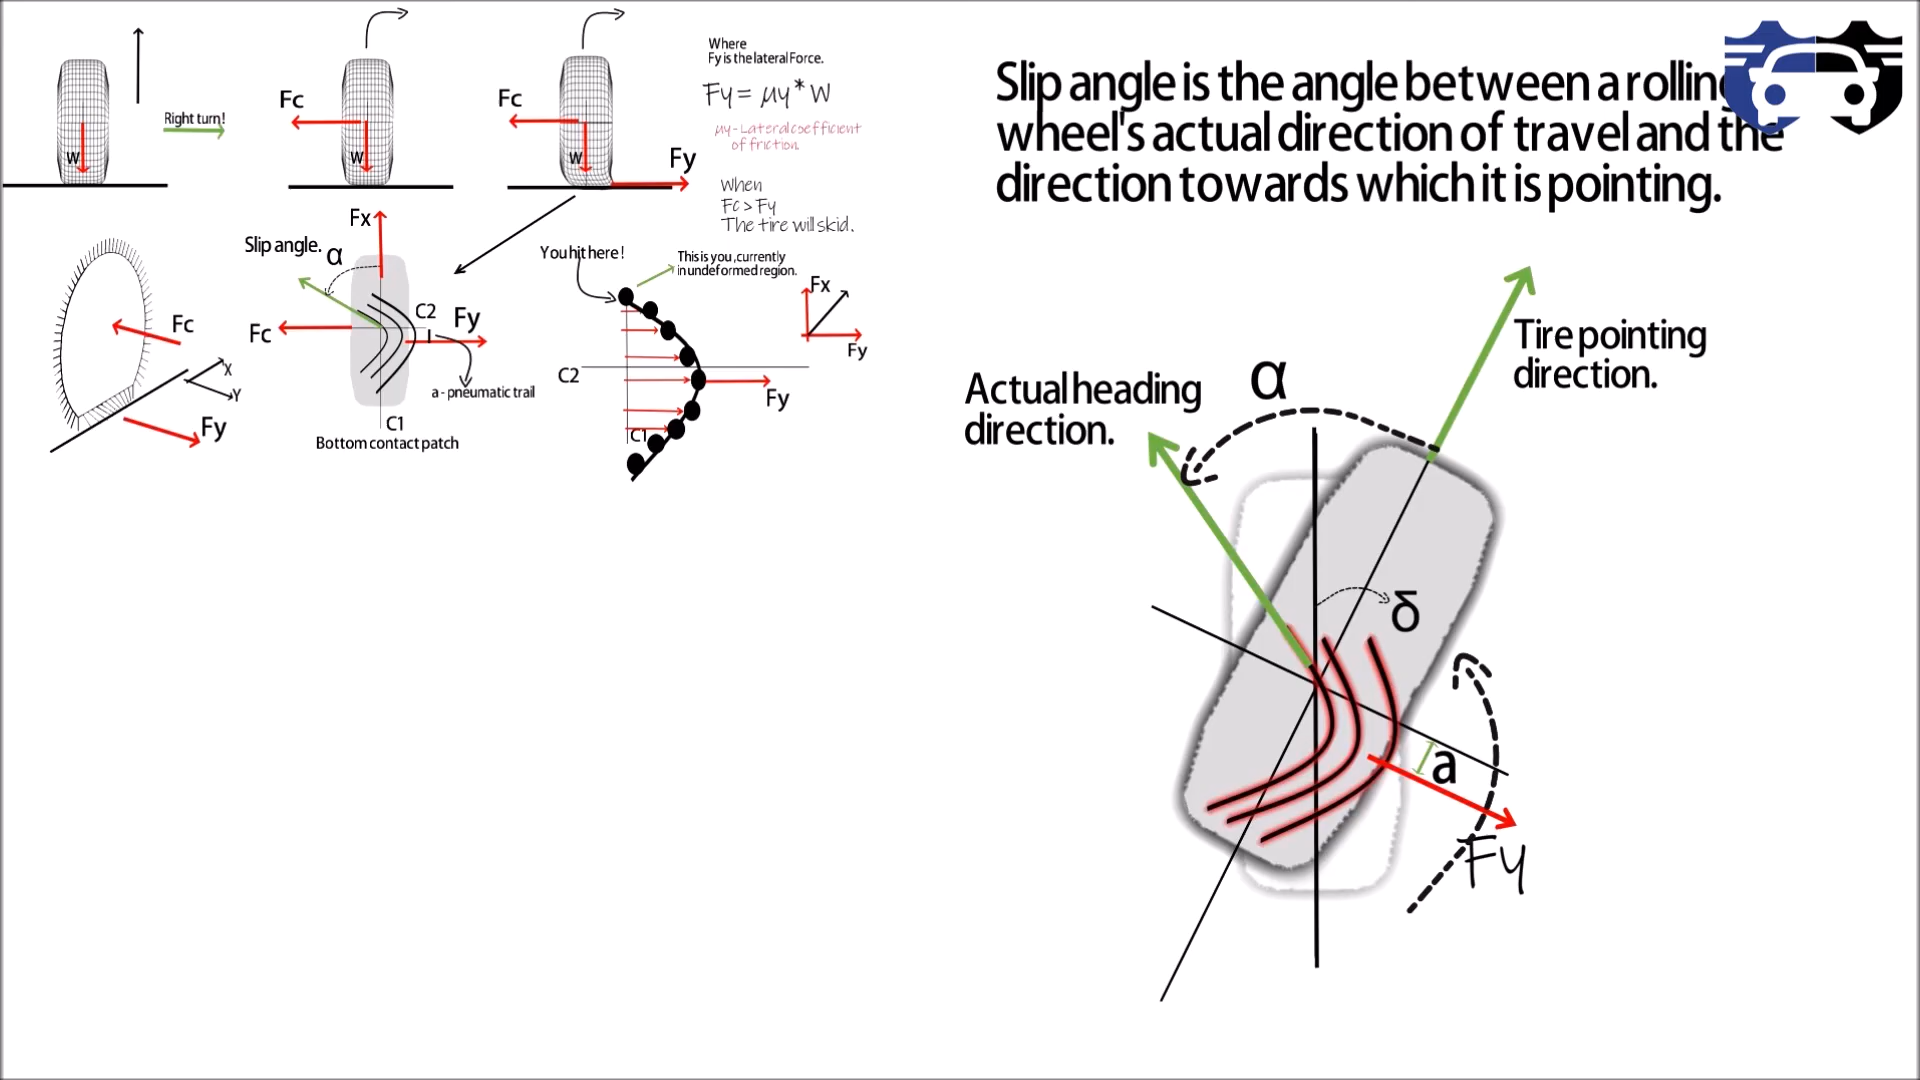 Right turn!
W
Fc
W
Fc
W
Fy
Where
Fy is the lateral Force.
Fy = μy * W
μy - Lateral coefficient
of friction.
When
Fc > Fy
The tire will skid.
Fc
X
Y
Fy
Slip angle.
α
Fx
Fc
C2
Fy
a - pneumatic trail
C1
Bottom contact patch
You hit here !
This is you ,currently
in undeformed region.
C2
C1
Fy
Fx
Fy
Slip angle is the angle between a rolling
wheel's actual direction of travel and the
direction towards which it is pointing.
Actual heading
direction.
α
Tire pointing
direction.
δ
a
Fy